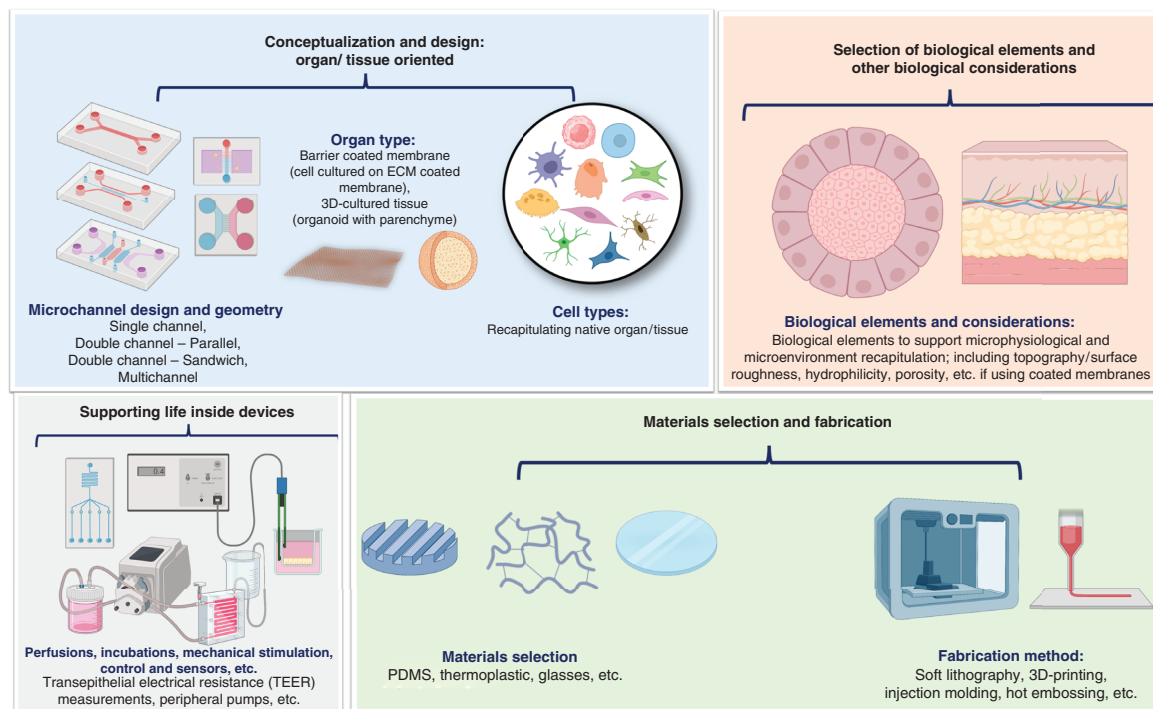 Conceptualization and design:
organ/ tissue oriented
Organ type:
Barrier coated membrane
(cell cultured on ECM coated
membrane),
3D-cultured tissue
(organoid with parenchyme)
Microchannel design and geometry
Single channel,
Double channel – Parallel,
Double channel – Sandwich,
Multichannel
Cell types:
Recapitulating native organ/tissue
Selection of biological elements and
other biological considerations
Biological elements and considerations:
Biological elements to support microphysiological and
microenvironment recapitulation; including topography/surface
roughness, hydrophilicity, porosity, etc. if using coated membranes
Supporting life inside devices
0.4
Perfusions, incubations, mechanical stimulation,
control and sensors, etc.
Transepithelial electrical resistance (TEER)
measurements, peripheral pumps, etc.
Materials selection and fabrication
Materials selection
PDMS, thermoplastic, glasses, etc.
Fabrication method:
Soft lithography, 3D-printing,
injection molding, hot embossing, etc.